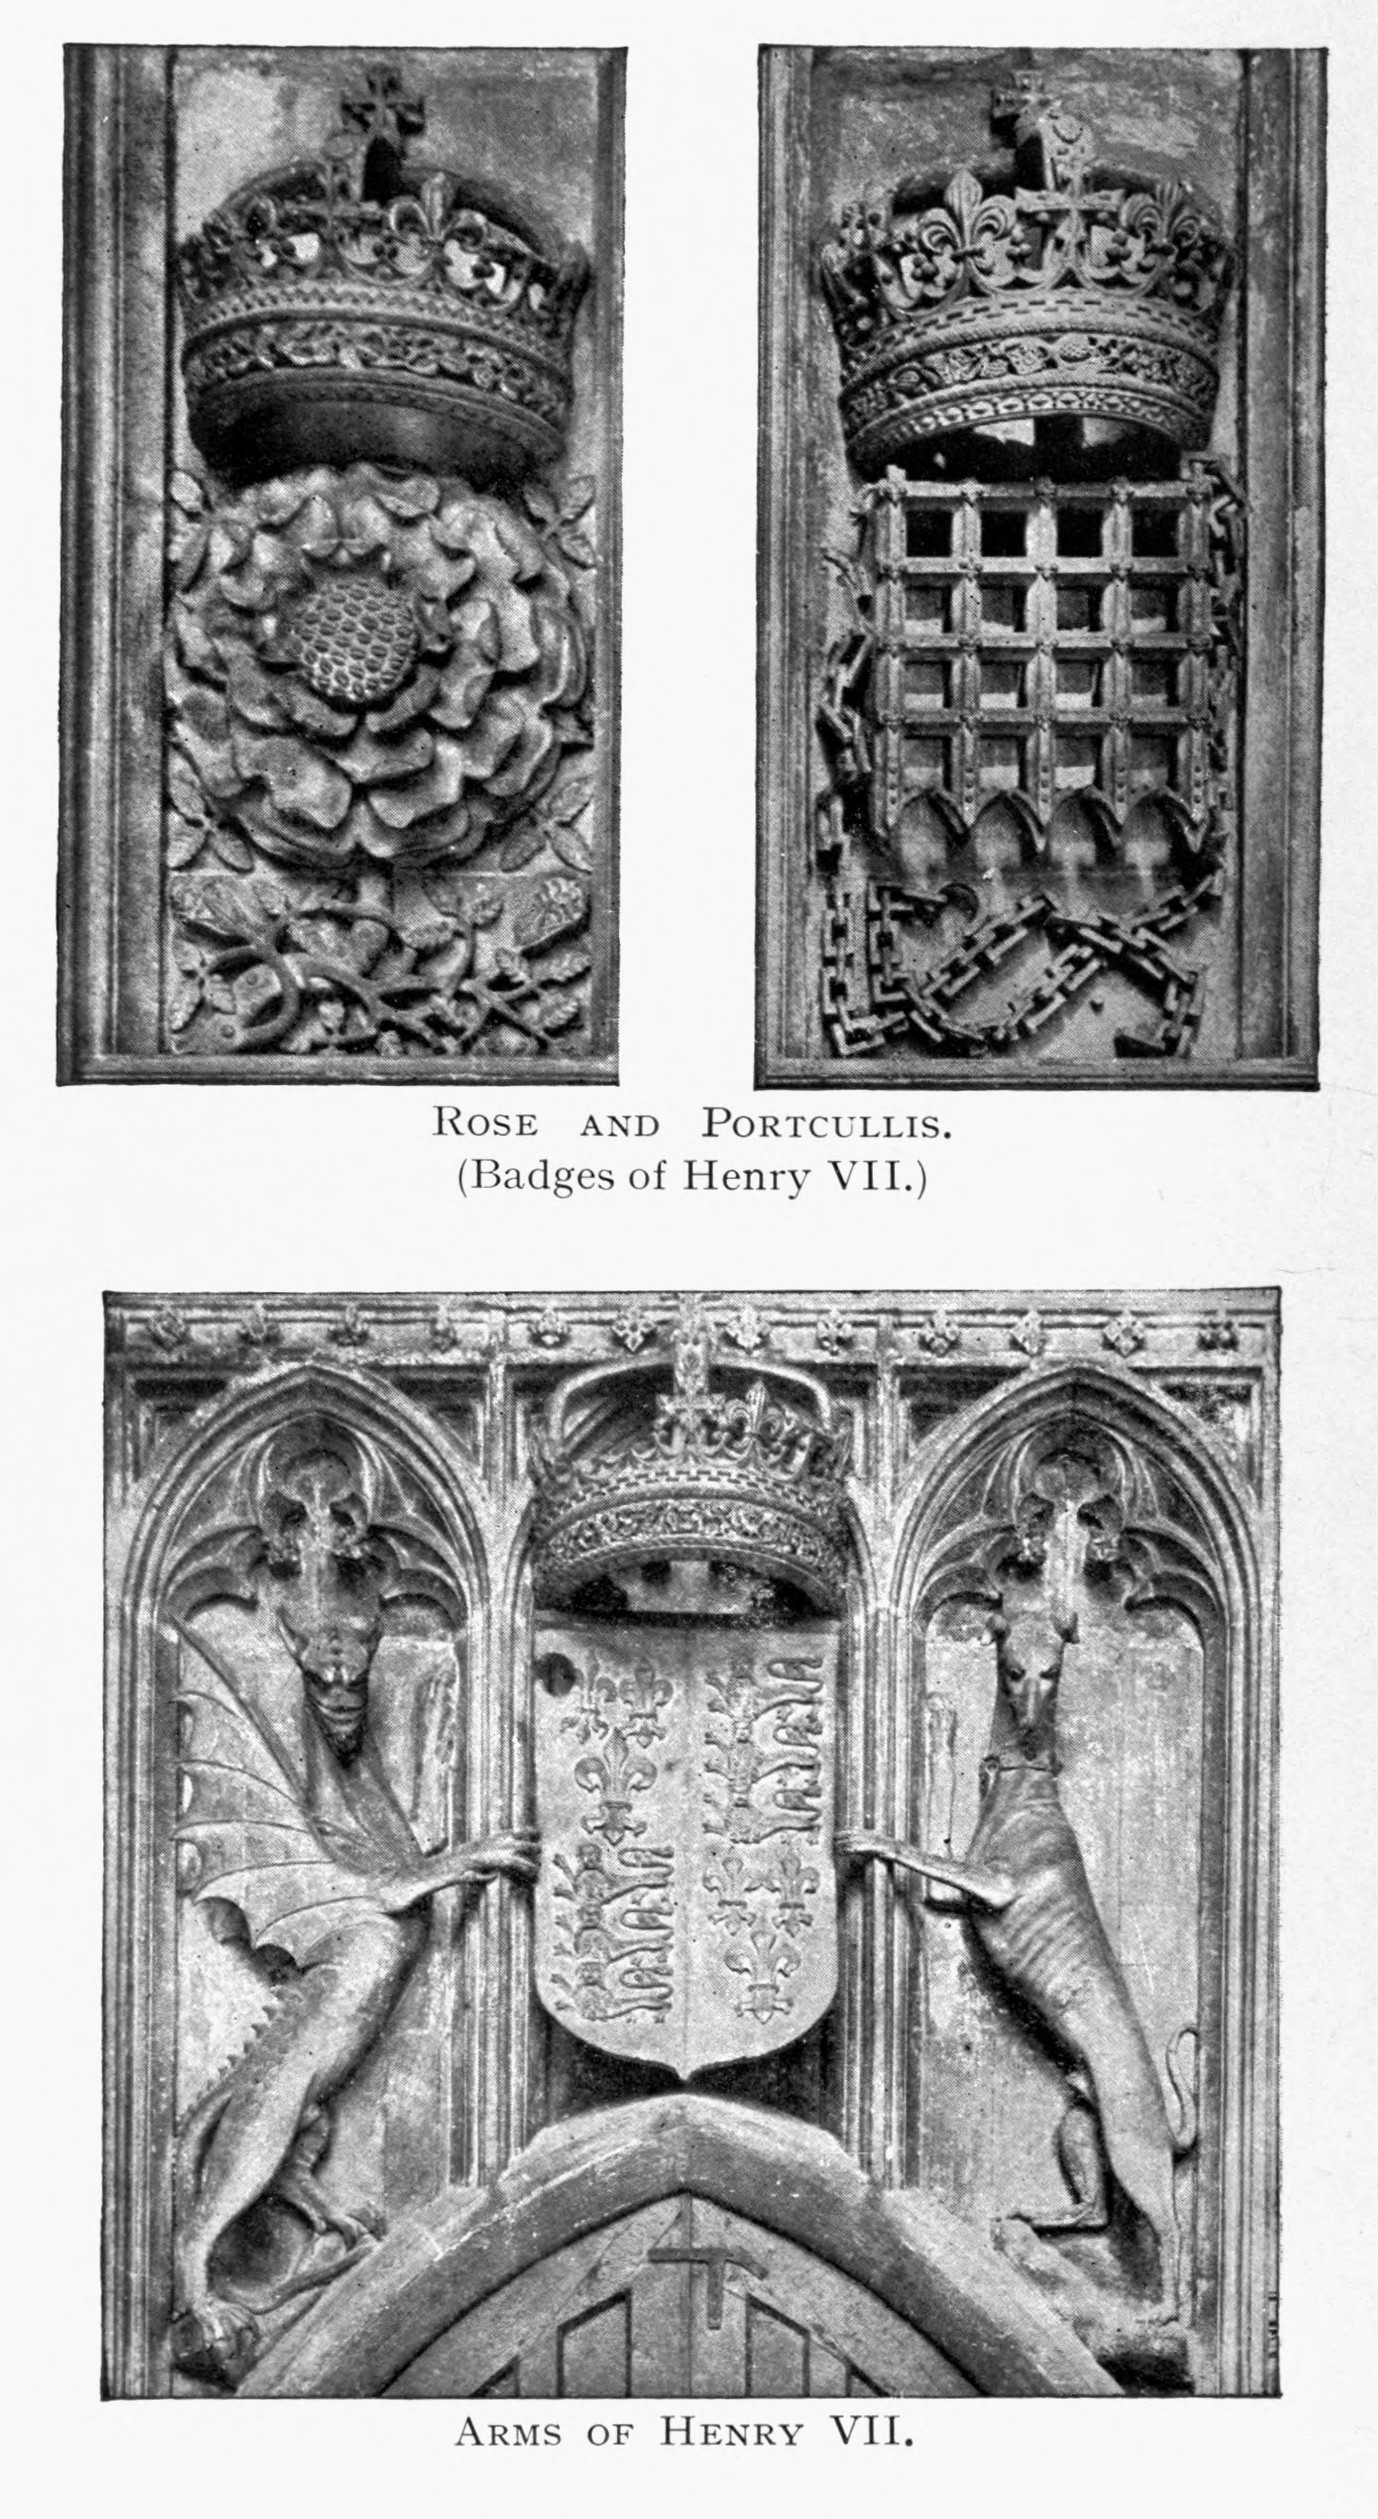 Rose and Portcullis.
(Badges of Henry VII.)
Arms of Henry VII.